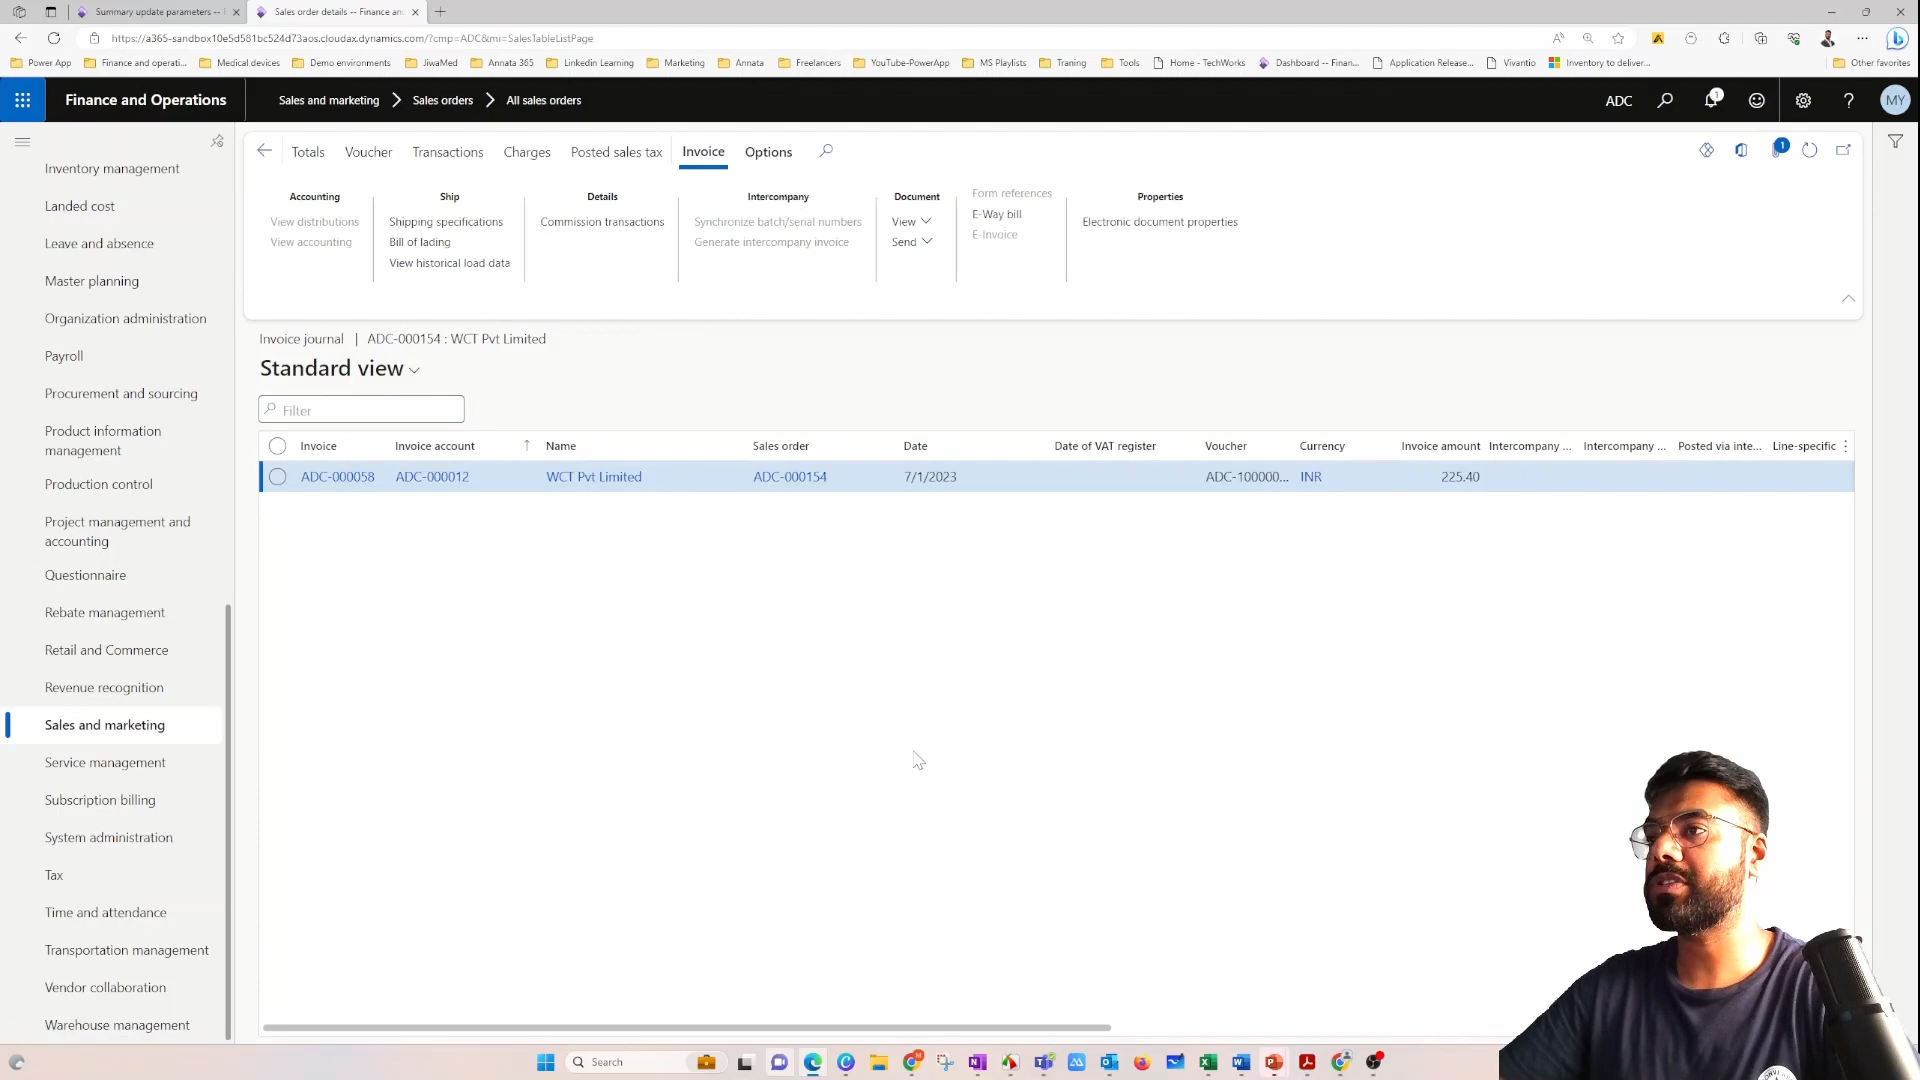 Summary update parameters -- F
Sales order details -- Finance and
https://a365-sandbox10e5d581bc524d73aos.cloudax.dynamics.com/?cmp=ADC&mi=SalesTableListPage
Power App
Finance and operati...
Medical devices
Demo environments
JiwaMed
Annata 365
Linkedin Learning
Marketing
Annata
Freelancers
YouTube-PowerApp
MS Playlists
Traning
Tools
Home - TechWorks
Dashboard -- Finan...
Application Release...
Vivantio
Inventory to deliver...
Other favorites
Finance and Operations
Sales and marketing
Sales orders
All sales orders
ADC
1
?
MY
Totals
Voucher
Transactions
Charges
Posted sales tax
Invoice
Options
1
Accounting
View distributions
View accounting
Ship
Shipping specifications
Bill of lading
View historical load data
Details
Commission transactions
Intercompany
Synchronize batch/serial numbers
Generate intercompany invoice
Document
View
Send
Form references
E-Way bill
E-Invoice
Properties
Electronic document properties
Inventory management
Landed cost
Leave and absence
Master planning
Organization administration
Payroll
Procurement and sourcing
Product information
management
Production control
Project management and
accounting
Questionnaire
Rebate management
Retail and Commerce
Revenue recognition
Sales and marketing
Service management
Subscription billing
System administration
Tax
Time and attendance
Transportation management
Vendor collaboration
Warehouse management
Invoice journal | ADC-000154 : WCT Pvt Limited
Standard view
Filter
Invoice Invoice account Name Sales order Date Date of VAT register Voucher Currency Invoice amount Intercompany ... Intercompany ... Posted via inte... Line-specific
ADC-000058 ADC-000012 WCT Pvt Limited ADC-000154 7/1/2023 ADC-100000... INR 225.40
Search